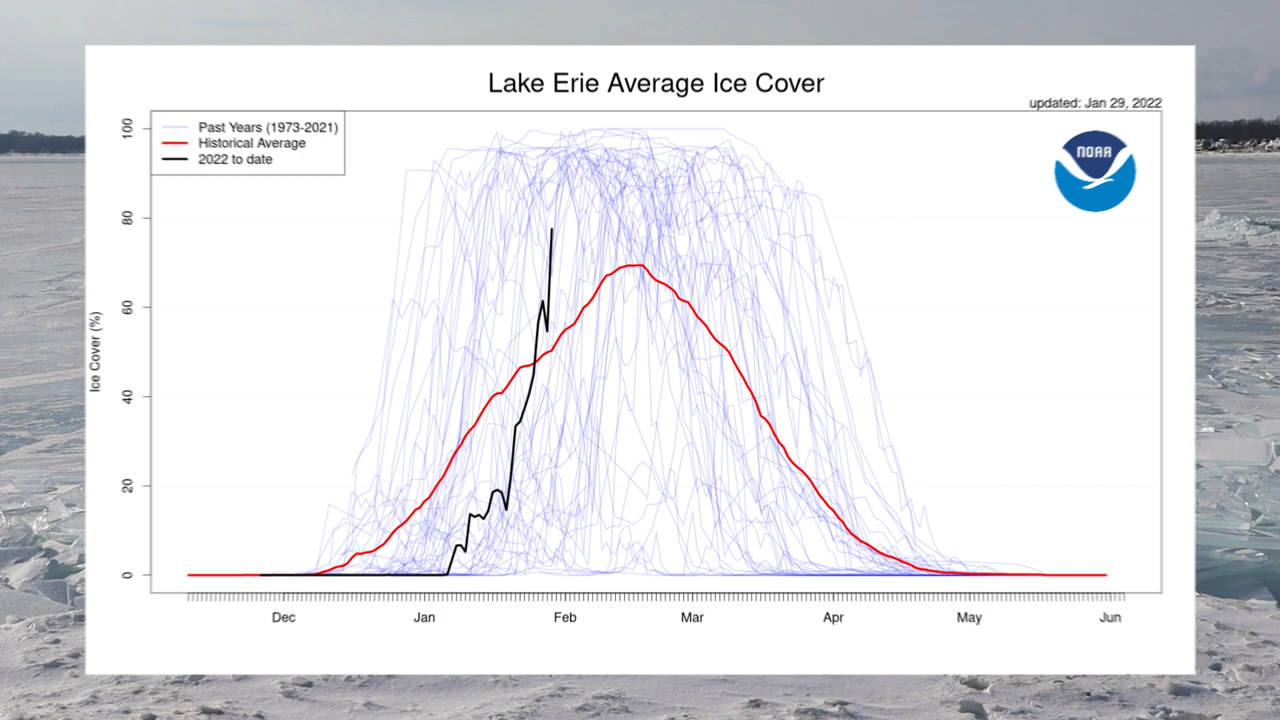 Lake Erie Average Ice Cover
updated: Jan 29, 2022
Past Years (1973-2021)
Historical Average
2022 to date
NOAA
Ice Cover (%)
100
80
60
40
20
0
Dec Jan Feb Mar Apr May Jun